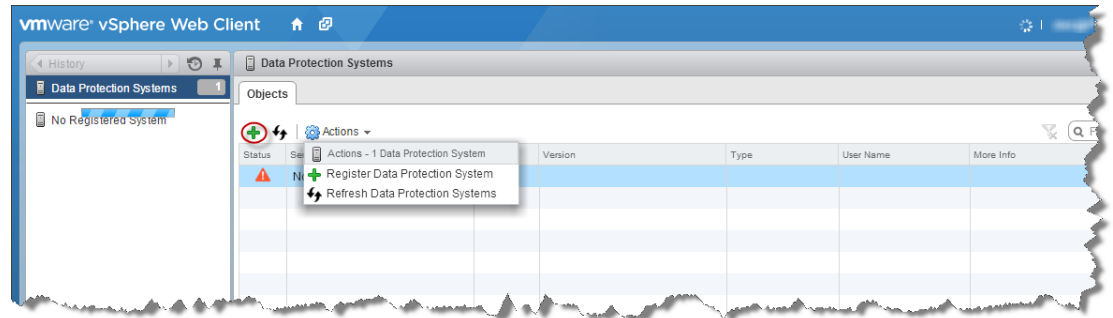 vmware® vSphere Web Client
History
Data Protection Systems 1
No Registered System
Data Protection Systems
Objects
Actions
Status Version Type User Name More Info
Actions - 1 Data Protection System
Register Data Protection System
Refresh Data Protection Systems